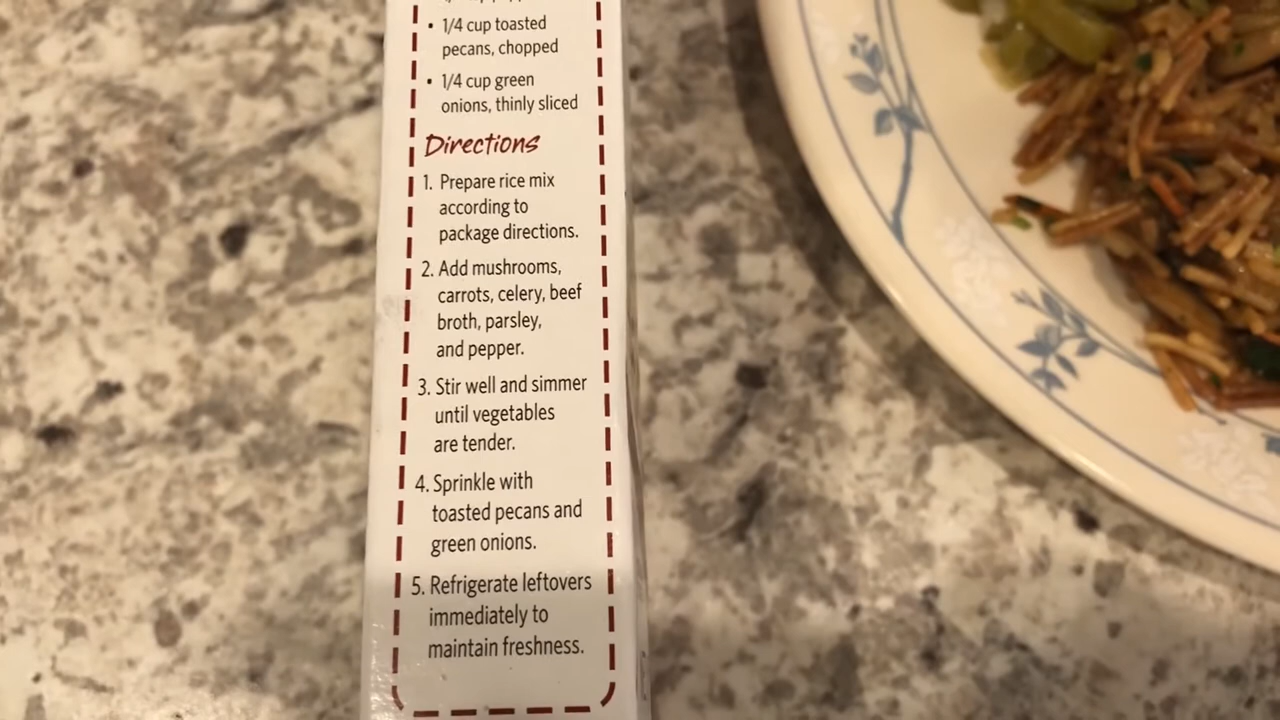 • 1/4 cup toasted
pecans, chopped
• 1/4 cup green
onions, thinly sliced
Directions
1. Prepare rice mix
according to
package directions.
2. Add mushrooms,
carrots, celery, beef
broth, parsley,
and pepper.
3. Stir well and simmer
until vegetables
are tender.
4. Sprinkle with
toasted pecans and
green onions.
5. Refrigerate leftovers
immediately to
maintain freshness.